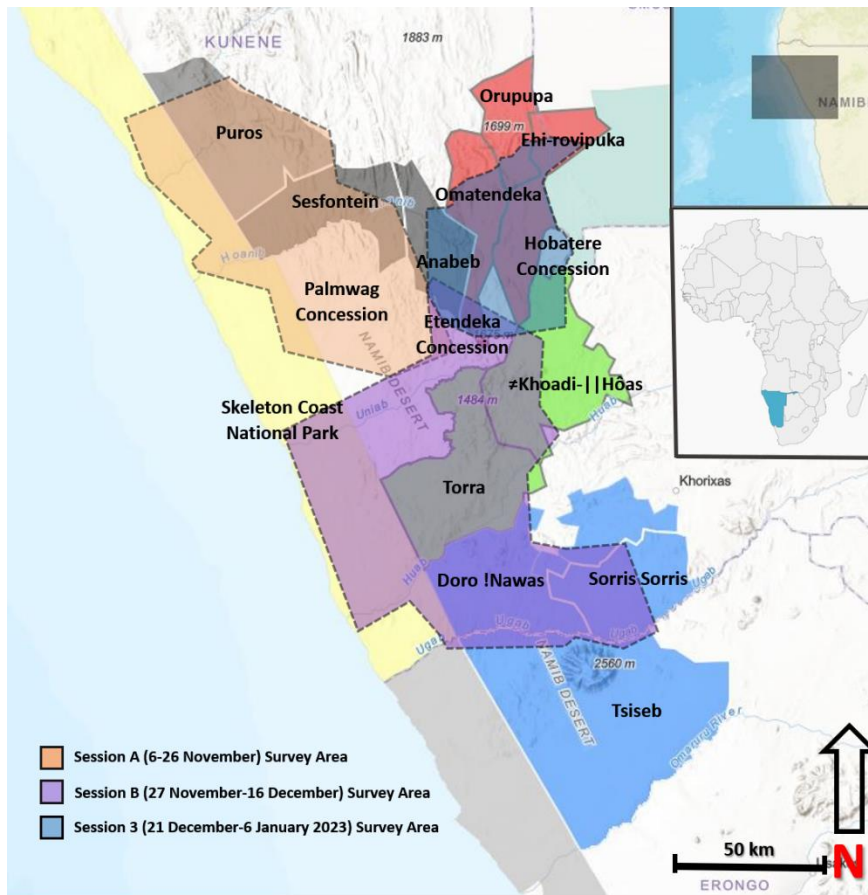 KUNENE
1883 m
NAMIB
Orupupa
1699 m
Ehi-rovipuka
Puros
Sesfontein
Omatendeka
Hoanib
Anabeb
Hobatere
Concession
Palmwag
Concession
Etendeka
Concession
NAMIB DESERT
≠Khoadi-||Hôas
Huab
Uniab
1484 m
Skeleton Coast
National Park
Torra
Khorixas
Huab
Doro !Nawas
Sorris Sorris
Ugab
Ugab
Ugab
Ugab
NAMIB DESERT
2560 m
Tsiseb
Omaruru River
Session A (6-26 November) Survey Area
Session B (27 November-16 December) Survey Area
Session 3 (21 December-6 January 2023) Survey Area
50 km
N
ERONGO